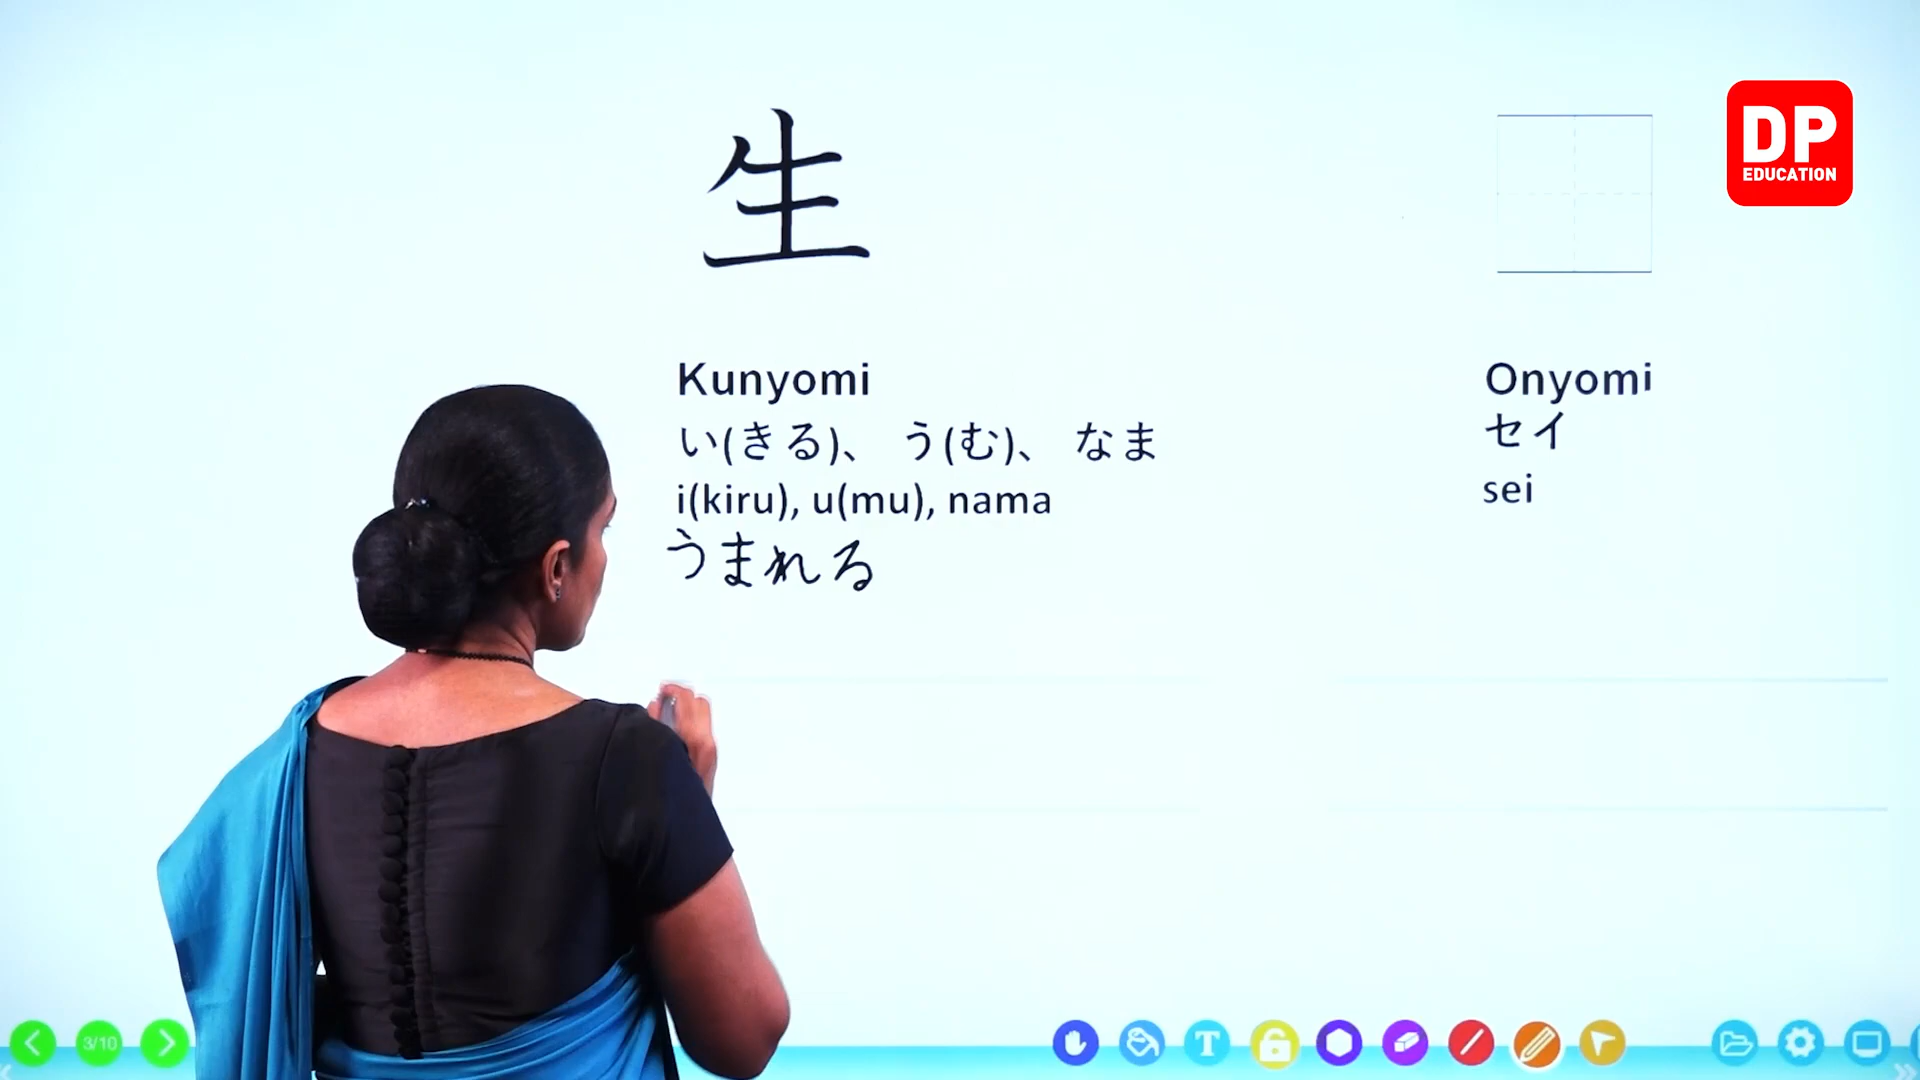 生
DP
EDUCATION
Kunyomi
い(きる)、 う(む)、 なま
i(kiru), u(mu), nama
うまれる
Onyomi
セイ
sei
3/10
T